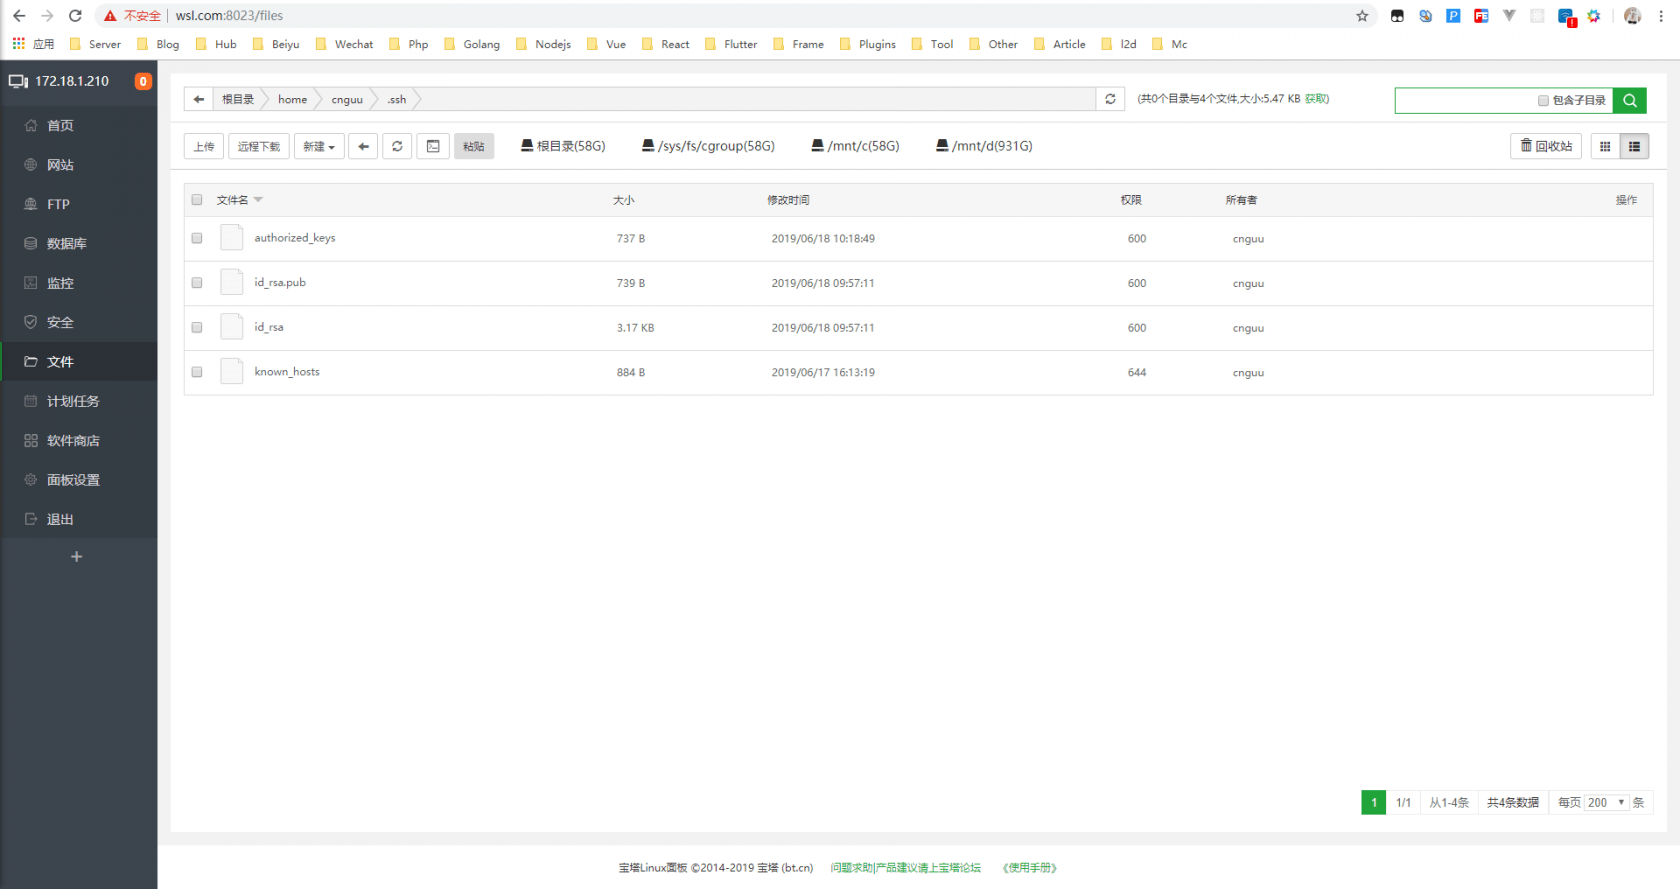 不安全 wsl.com:8023/files
应用 Server Blog Hub Beiyu Wechat Php Golang Nodejs Vue React Flutter Frame Plugins Tool Other Article l2d Mc
172.18.1.210 0
首页
网站
FTP
数据库
监控
安全
文件
计划任务
软件商店
面板设置
退出
+
根目录 home cnguu .ssh (共0个目录与4个文件,大小:5.47 KB 获取) 包含子目录
上传 远程下载 新建 粘贴 根目录(58G) /sys/fs/cgroup(58G) /mnt/c(58G) /mnt/d(931G) 回收站
文件名 大小 修改时间 权限 所有者 操作
authorized_keys 737 B 2019/06/18 10:18:49 600 cnguu
id_rsa.pub 739 B 2019/06/18 09:57:11 600 cnguu
id_rsa 3.17 KB 2019/06/18 09:57:11 600 cnguu
known_hosts 884 B 2019/06/17 16:13:19 644 cnguu
1 1/1 从1-4条 共4条数据 每页 200 条
宝塔Linux面板 ©2014-2019 宝塔 (bt.cn) 问题求助|产品建议请上宝塔论坛 《使用手册》